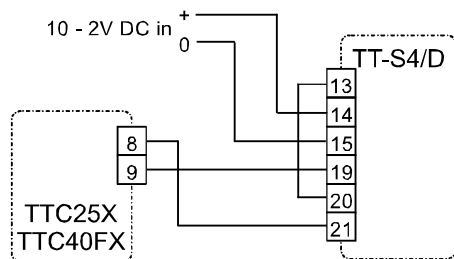 10 - 2V DC in
+
0
TT-S4/D
13
14
15
19
20
21
8
9
TTC25X
TTC40FX